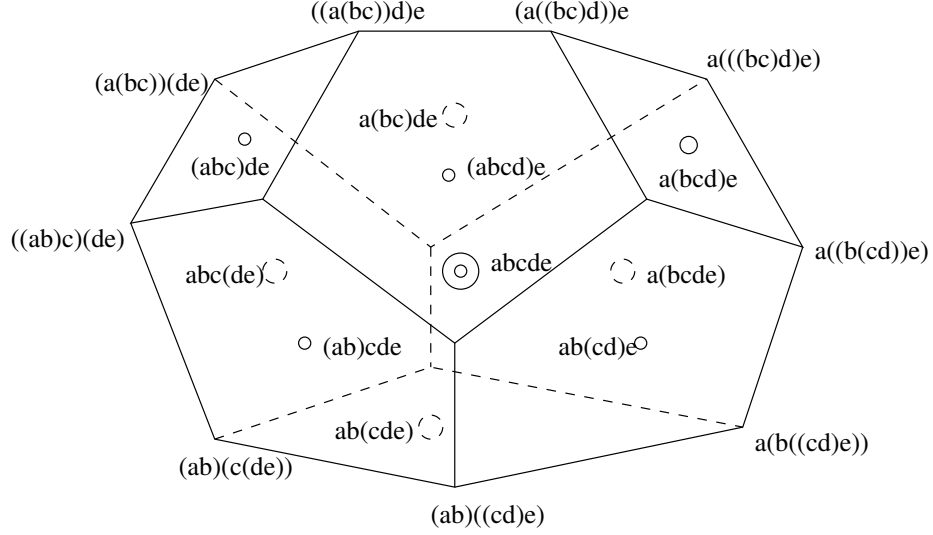 ((a(bc))d)e
(a((bc)d))e
(a(bc))(de)
a(((bc)d)e)
a(bc)de
(abc)de
(abcd)e
a(bcd)e
((ab)c)(de)
a((b(cd))e)
abc(de)
abcde
a(bcde)
(ab)cde
ab(cd)e
ab(cde)
a(b((cd)e))
(ab)(c(de))
(ab)((cd)e)